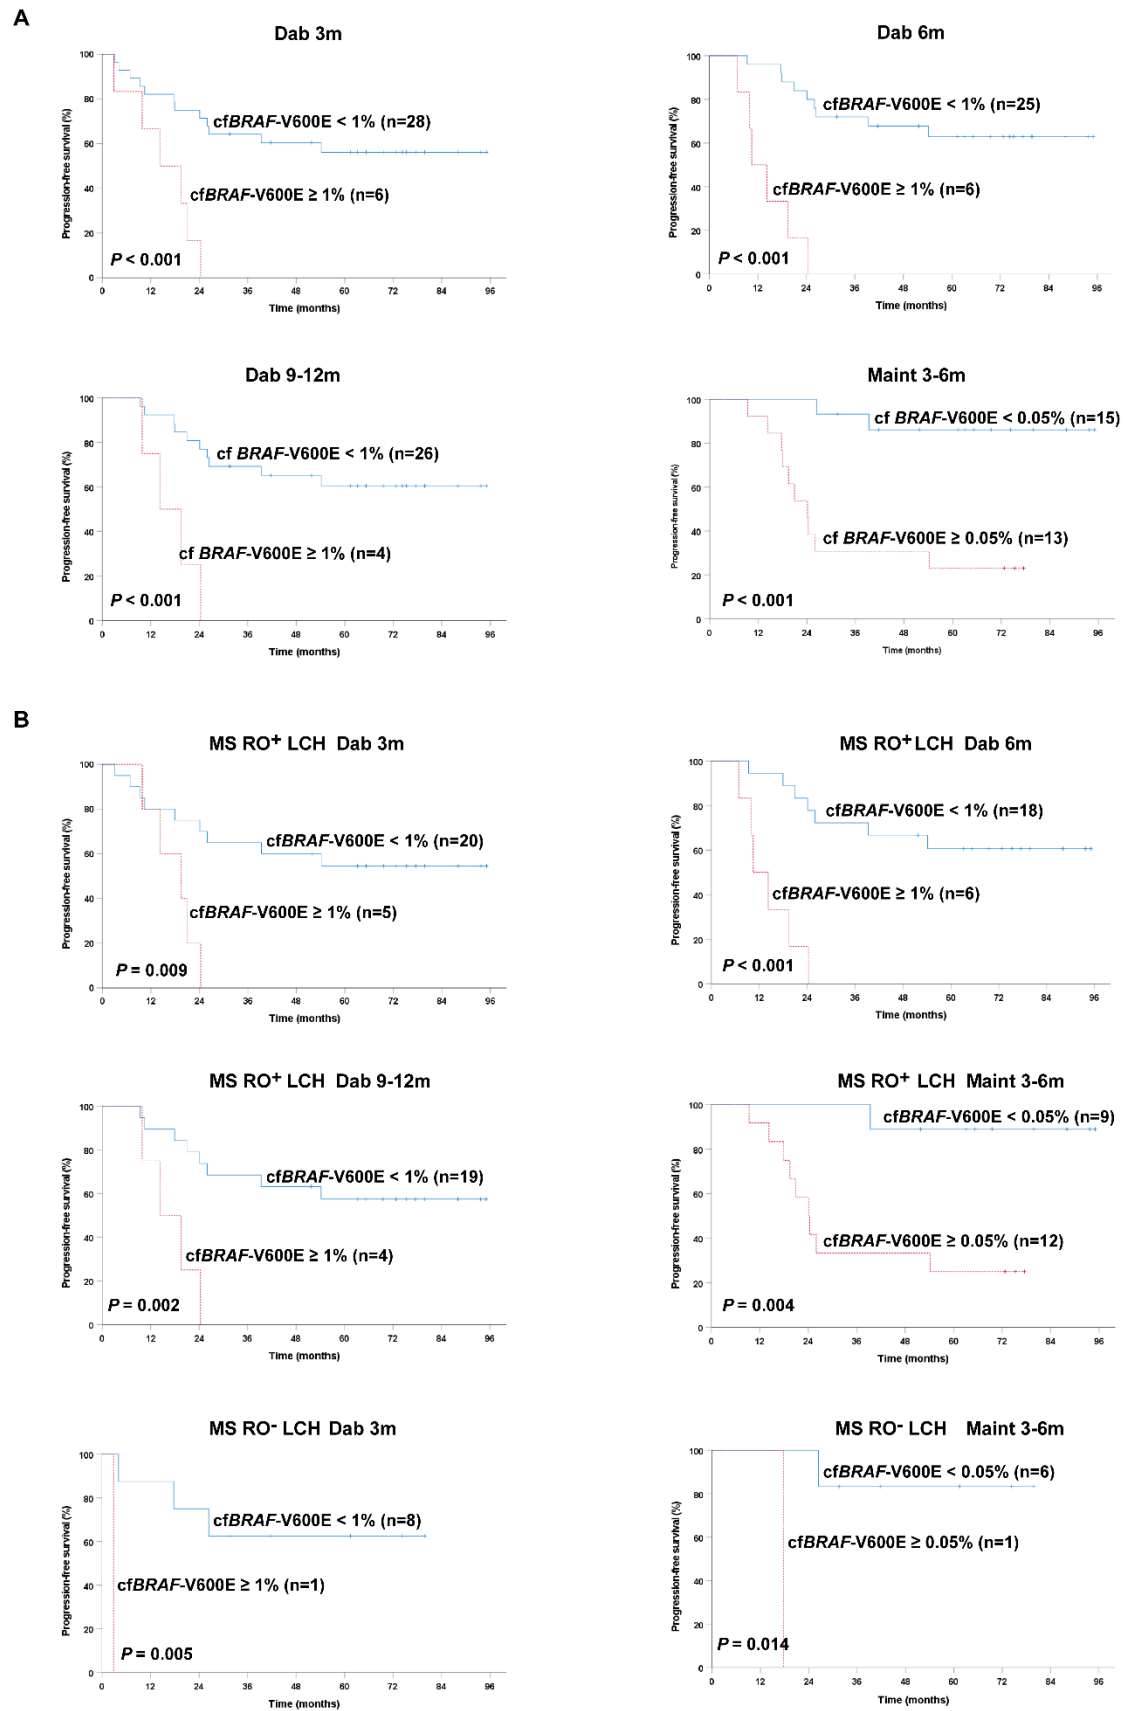 A
Dab 3m
Progression-free survival (%)
100
80
60
40
20
0
cfBRAF-V600E < 1% (n=28)
cfBRAF-V600E ≥ 1% (n=6)
P < 0.001
0 12 24 36 48 60 72 84 96
Time (months)
Dab 6m
Progression-free survival (%)
100
80
60
40
20
0
cfBRAF-V600E < 1% (n=25)
cfBRAF-V600E ≥ 1% (n=6)
P < 0.001
0 12 24 36 48 60 72 84 96
Time (months)
Dab 9-12m
Progression-free survival (%)
100
80
60
40
20
0
cf BRAF-V600E < 1% (n=26)
cf BRAF-V600E ≥ 1% (n=4)
P < 0.001
0 12 24 36 48 60 72 84 96
Time (months)
Maint 3-6m
Progression-free survival (%)
100
80
60
40
20
0
cf BRAF-V600E < 0.05% (n=15)
cf BRAF-V600E ≥ 0.05% (n=13)
P < 0.001
0 12 24 36 48 60 72 84 96
Time (months)
B
MS RO+ LCH Dab 3m
Progression-free survival (%)
100
80
60
40
20
0
cfBRAF-V600E < 1% (n=20)
cfBRAF-V600E ≥ 1% (n=5)
P = 0.009
0 12 24 36 48 60 72 84 96
Time (months)
MS RO+ LCH Dab 6m
Progression-free survival (%)
100
80
60
40
20
0
cfBRAF-V600E < 1% (n=18)
cfBRAF-V600E ≥ 1% (n=6)
P < 0.001
0 12 24 36 48 60 72 84 96
Time (months)
MS RO+ LCH Dab 9-12m
Progression-free survival (%)
100
80
60
40
20
0
cfBRAF-V600E < 1% (n=19)
cfBRAF-V600E ≥ 1% (n=4)
P = 0.002
0 12 24 36 48 60 72 84 96
Time (months)
MS RO+ LCH Maint 3-6m
Progression-free survival (%)
100
80
60
40
20
0
cfBRAF-V600E < 0.05% (n=9)
cfBRAF-V600E ≥ 0.05% (n=12)
P = 0.004
0 12 24 36 48 60 72 84 96
Time (months)
MS RO- LCH Dab 3m
Progression-free survival (%)
100
80
60
40
20
0
cfBRAF-V600E < 1% (n=8)
cfBRAF-V600E ≥ 1% (n=1)
P = 0.005
0 12 24 36 48 60 72 84 96
Time (months)
MS RO- LCH Maint 3-6m
Progression-free survival (%)
100
80
60
40
20
0
cfBRAF-V600E < 0.05% (n=6)
cfBRAF-V600E ≥ 0.05% (n=1)
P = 0.014
0 12 24 36 48 60 72 84 96
Time (months)